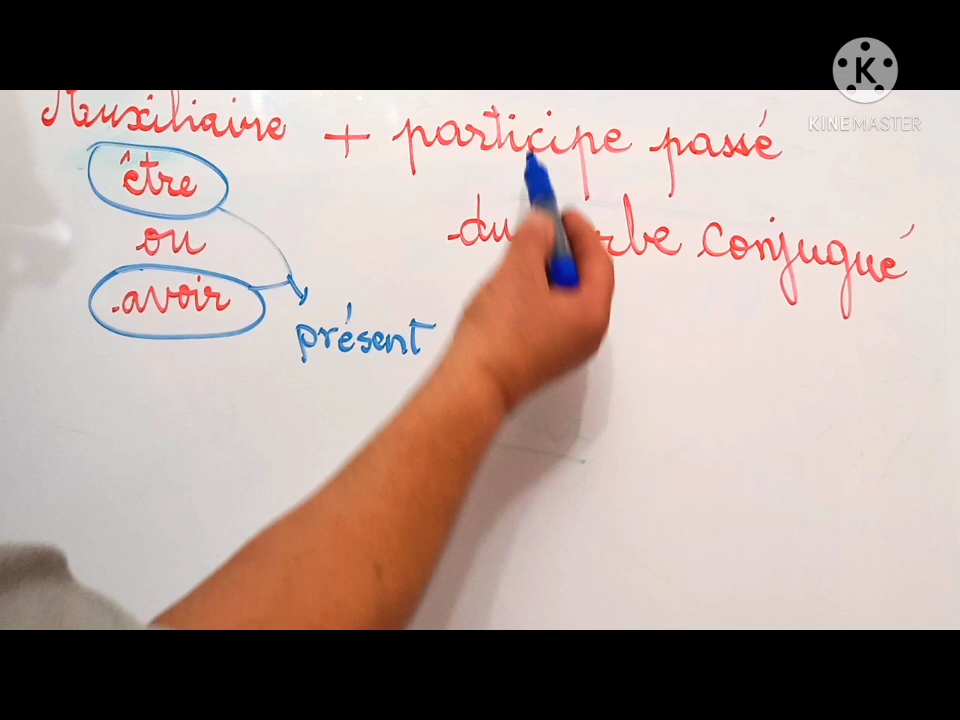 Auxiliaire + participe passé
être
ou
du conjugué
.avoir
présent
K
KINEMASTER